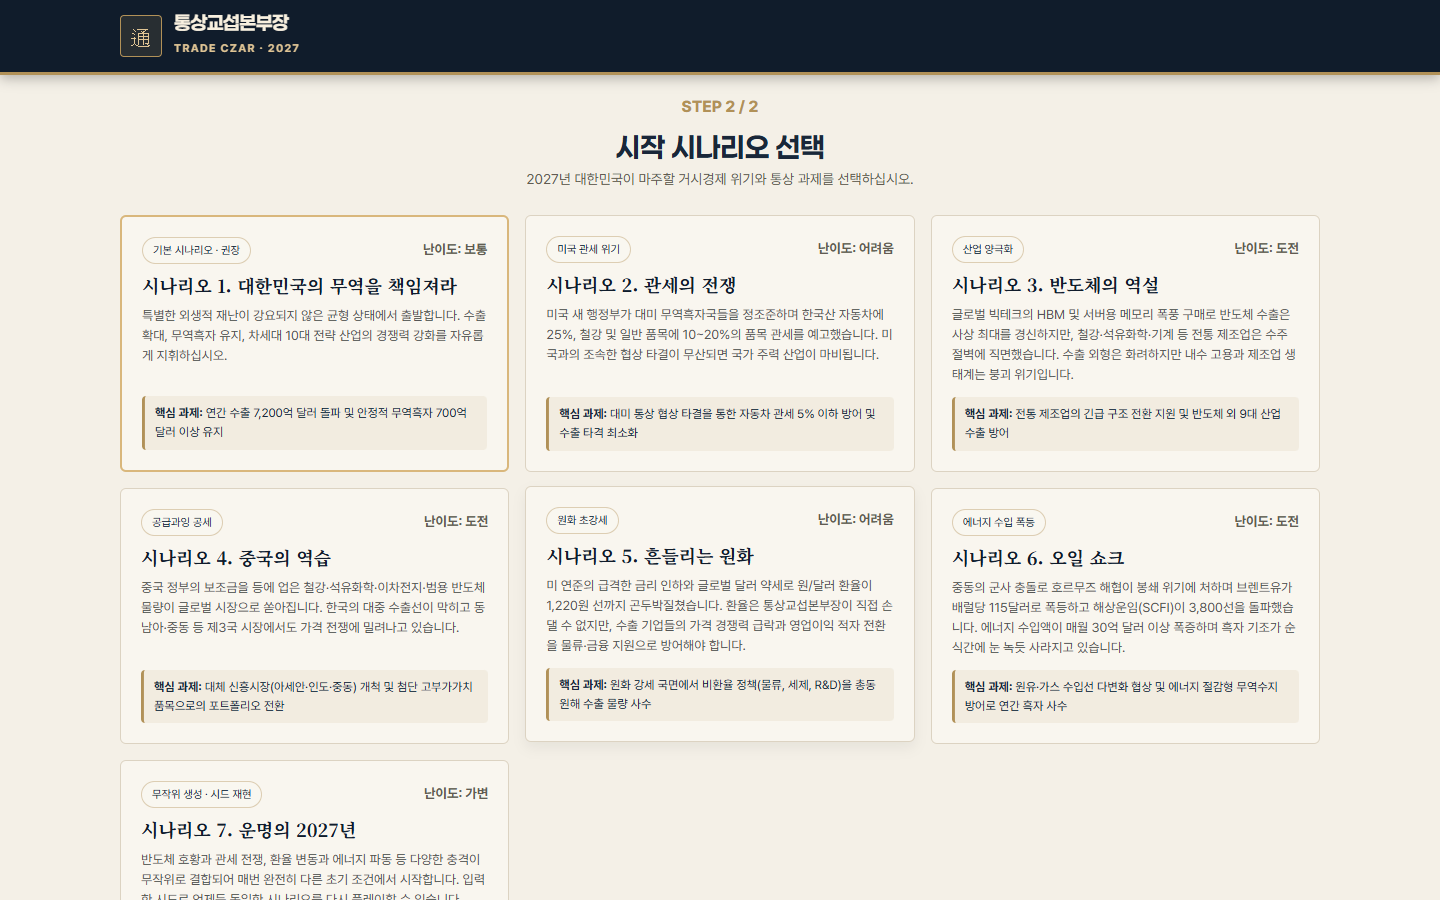 通
통상교섭본부장
TRADE CZAR · 2027
STEP 2 / 2
시작 시나리오 선택
2027년 대한민국이 마주할 거시경제 위기와 통상 과제를 선택하십시오.
기본 시나리오 · 권장
난이도: 보통
시나리오 1. 대한민국의 무역을 책임져라
특별한 외생적 재난이 강요되지 않은 균형 상태에서 출발합니다. 수출
확대, 무역흑자 유지, 차세대 10대 전략 산업의 경쟁력 강화를 자유롭
게 지휘하십시오.
핵심 과제: 연간 수출 7,200억 달러 돌파 및 안정적 무역흑자 700억
달러 이상 유지
미국 관세 위기
난이도: 어려움
시나리오 2. 관세의 전쟁
미국 새 행정부가 대미 무역흑자국들을 정조준하며 한국산 자동차에
25%, 철강 및 일반 품목에 10~20%의 품목 관세를 예고했습니다. 미
국과의 조속한 협상 타결이 무산되면 국가 주력 산업이 마비됩니다.
핵심 과제: 대미 통상 협상 타결을 통한 자동차 관세 5% 이하 방어 및
수출 타격 최소화
산업 양극화
난이도: 도전
시나리오 3. 반도체의 역설
글로벌 빅테크의 HBM 및 서버용 메모리 폭풍 구매로 반도체 수출은
사상 최대를 경신하지만, 철강·석유화학·기계 등 전통 제조업은 수주
절벽에 직면했습니다. 수출 외형은 화려하지만 내수 고용과 제조업 생
태계는 붕괴 위기입니다.
핵심 과제: 전통 제조업의 긴급 구조 전환 지원 및 반도체 외 9대 산업
수출 방어
공급과잉 공세
난이도: 도전
시나리오 4. 중국의 역습
중국 정부의 보조금을 등에 업은 철강·석유화학·이차전지·범용 반도체
물량이 글로벌 시장으로 쏟아집니다. 한국의 대중 수출선이 막히고 동
남아·중동 등 제3국 시장에서도 가격 전쟁에 밀려나고 있습니다.
핵심 과제: 대체 신흥시장(아세안·인도·중동) 개척 및 첨단 고부가가치
품목으로의 포트폴리오 전환
원화 초강세
난이도: 어려움
시나리오 5. 흔들리는 원화
미 연준의 급격한 금리 인하와 글로벌 달러 약세로 원/달러 환율이
1,220원 선까지 곤두박질쳤습니다. 환율은 통상교섭본부장이 직접 손
댈 수 없지만, 수출 기업들의 가격 경쟁력 급락과 영업이익 적자 전환
을 물류·금융 지원으로 방어해야 합니다.
핵심 과제: 원화 강세 국면에서 비환율 정책(물류, 세제, R&D)을 총동
원해 수출 물량 사수
에너지 수입 폭등
난이도: 도전
시나리오 6. 오일 쇼크
중동의 군사 충돌로 호르무즈 해협이 봉쇄 위기에 처하며 브렌트유가
배럴당 115달러로 폭등하고 해상운임(SCFI)이 3,800선을 돌파했습
니다. 에너지 수입액이 매월 30억 달러 이상 폭증하며 흑자 기조가 순
식간에 눈 녹듯 사라지고 있습니다.
핵심 과제: 원유·가스 수입선 다변화 협상 및 에너지 절감형 무역수지
방어로 연간 흑자 사수
무작위 생성 · 시드 재현
난이도: 가변
시나리오 7. 운명의 2027년
반도체 호황과 관세 전쟁, 환율 변동과 에너지 파동 등 다양한 충격이
무작위로 결합되어 매번 완전히 다른 초기 조건에서 시작합니다. 입력
한 시드로 언제든 동일한 시나리오를 다시 플레이할 수 있습니다.